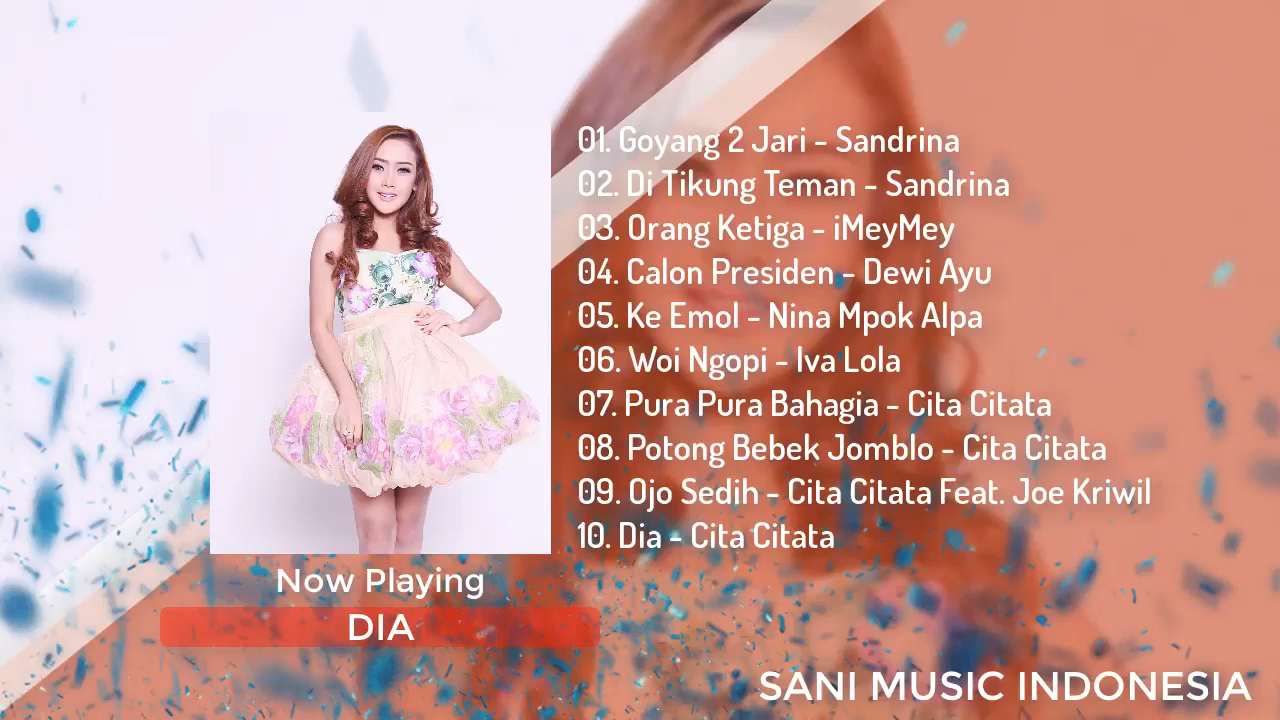 01. Goyang 2 Jari - Sandrina
02. Di Tikung Teman - Sandrina
03. Orang Ketiga - iMeyMey
04. Calon Presiden - Dewi Ayu
05. Ke Emol - Nina Mpok Alpa
06. Woi Ngopi - Iva Lola
07. Pura Pura Bahagia - Cita Citata
08. Potong Bebek Jomblo - Cita Citata
09. Ojo Sedih - Cita Citata Feat. Joe Kriwil
10. Dia - Cita Citata
Now Playing
DIA
SANI MUSIC INDONESIA